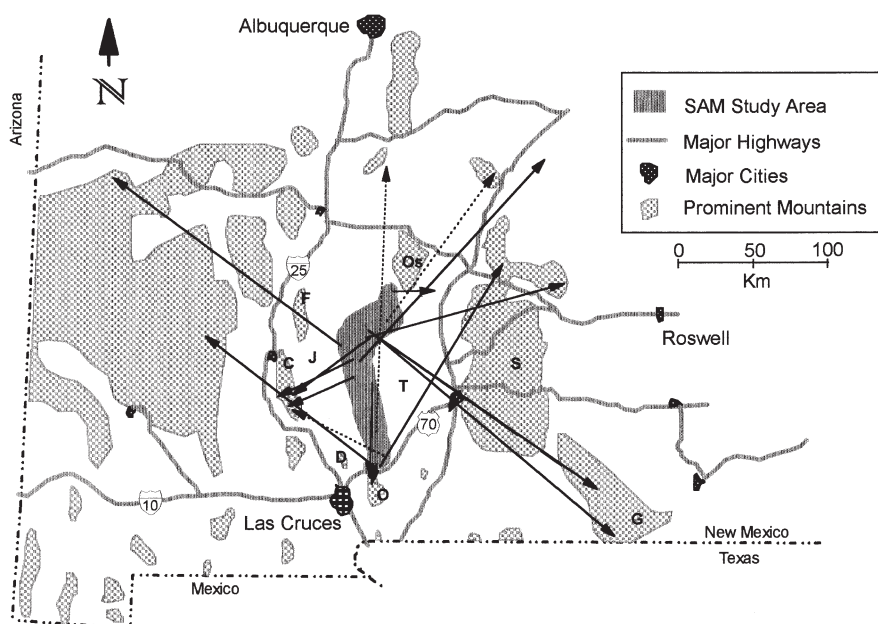 Albuquerque
N
Arizona
SAM Study Area
Major Highways
Major Cities
Prominent Mountains
0 50 100
Km
Os
25
F
Roswell
C
J
S
T
70
D
O
10
Las Cruces
G
New Mexico
Texas
Mexico